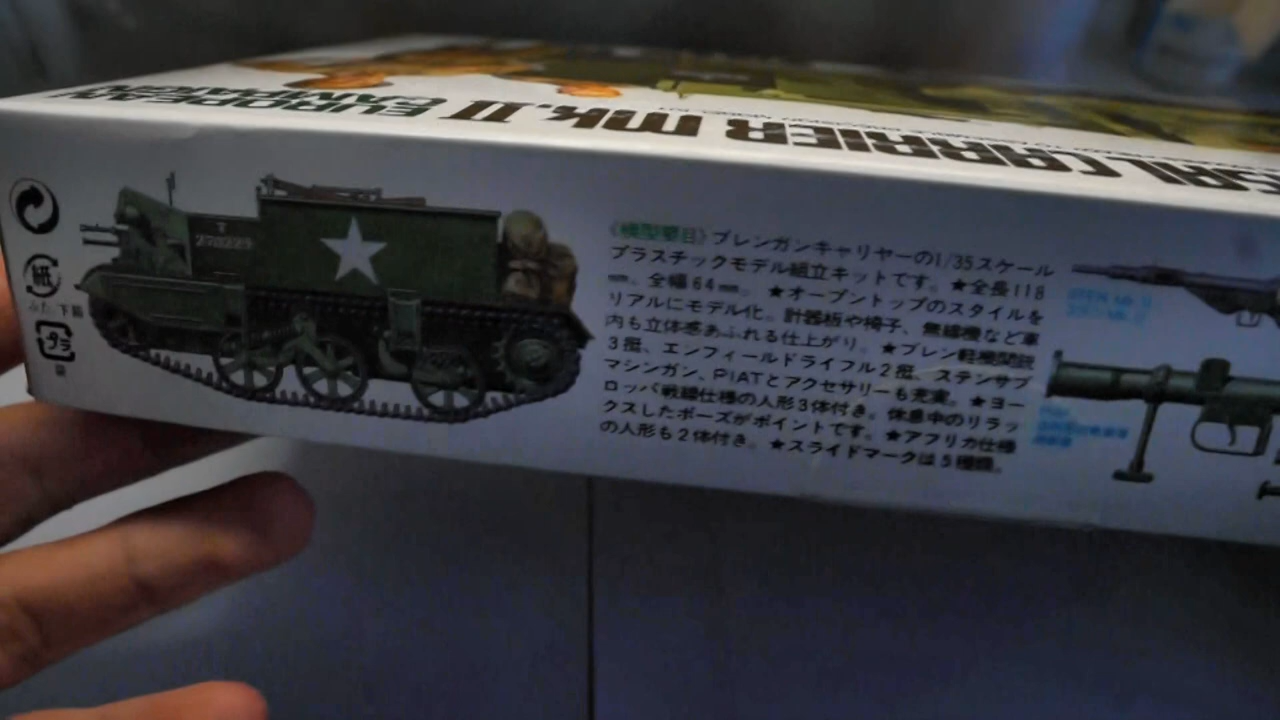 SAL CARRIER MK.II EUROPEAN CAMPAIGN
紙
ふた、下箱
プラ
袋
《模型要目》ブレンガンキャリヤーの1/35スケール
プラスチックモデル組立キットです。★全長118
mm、全幅64mm。★オープントップのスタイルを
リアルにモデル化。計器板や椅子、無線機など車
内も立体感あふれる仕上がり。★ブレン軽機関銃
3挺、エンフィールドライフル2挺、ステンサブ
マシンガン、PIATとアクセサリーも充実。★ヨー
ロッパ戦線仕様の人形3体付き。休息中のリラッ
クスしたポーズがポイントです。★アフリカ仕様
の人形も2体付き。★スライドマークは5種類。